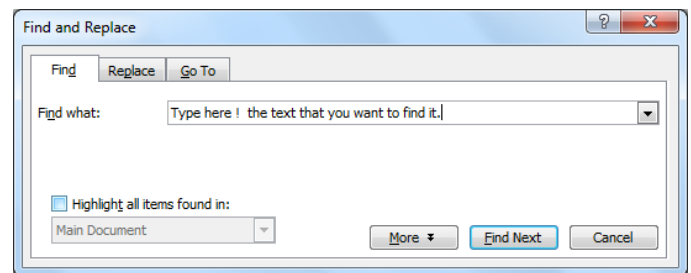 Find and Replace
Find Replace Go To
Find what: Type here ! the text that you want to find it.
Highlight all items found in:
Main Document
More Find Next Cancel